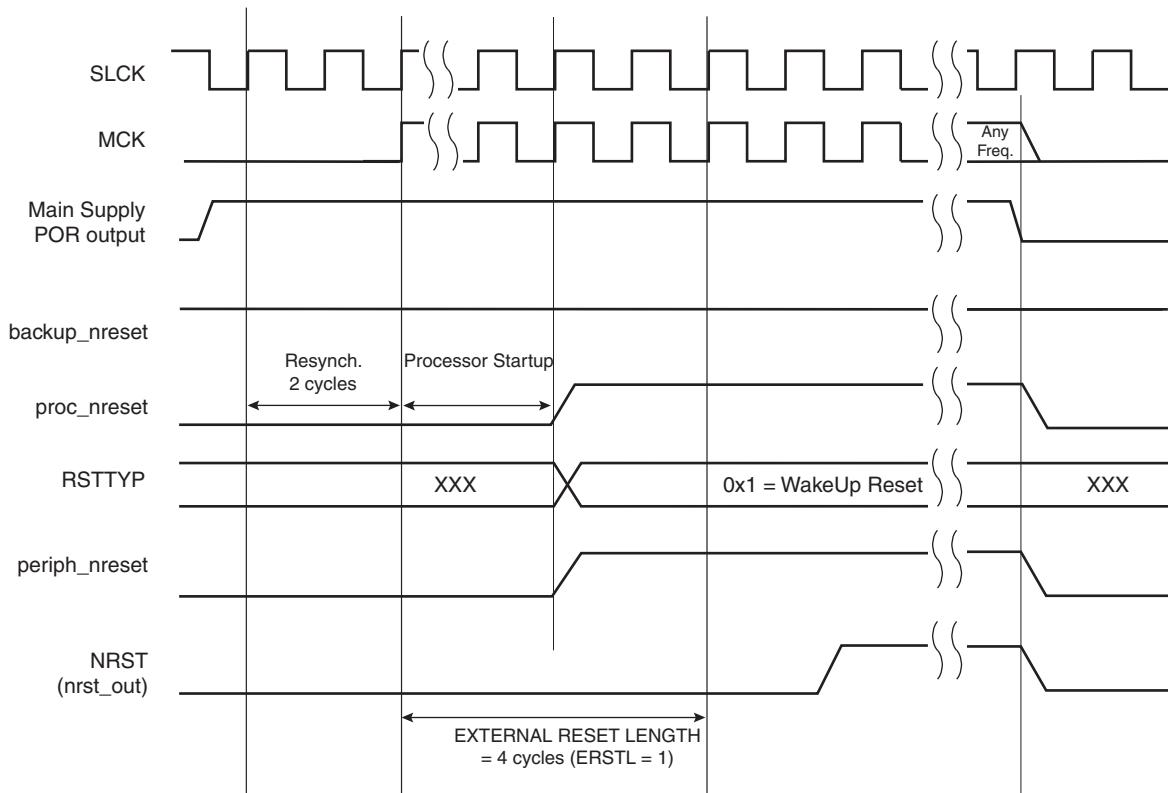 SLCK
MCK
Any
Freq.
Main Supply
POR output
backup_nreset
Resynch.
2 cycles
Processor Startup
proc_nreset
RSTTYP
XXX
0x1 = WakeUp Reset
XXX
periph_nreset
NRST
(nrst_out)
EXTERNAL RESET LENGTH
= 4 cycles (ERSTL = 1)